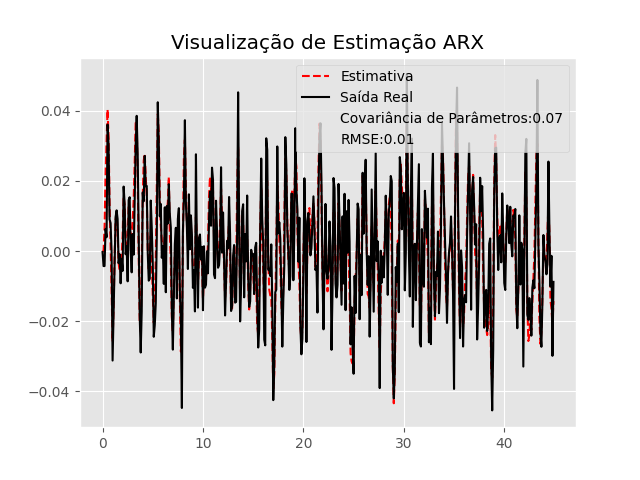 Visualização de Estimação ARX
Estimativa
Saída Real
Covariância de Parâmetros:0.07
RMSE:0.01
0.04
0.02
0.00
−0.02
−0.04
0 10 20 30 40